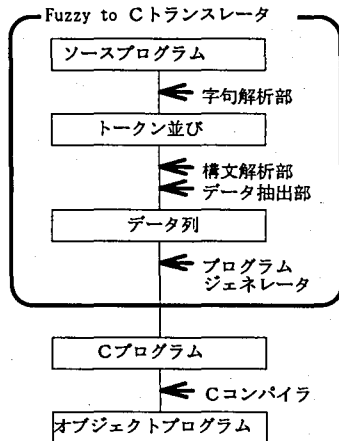 Fuzzy to Cトランスレータ
ソースプログラム
字句解析部
トークン並び
構文解析部
データ抽出部
データ列
プログラム
ジェネレータ
Cプログラム
Cコンパイラ
オブジェクトプログラム